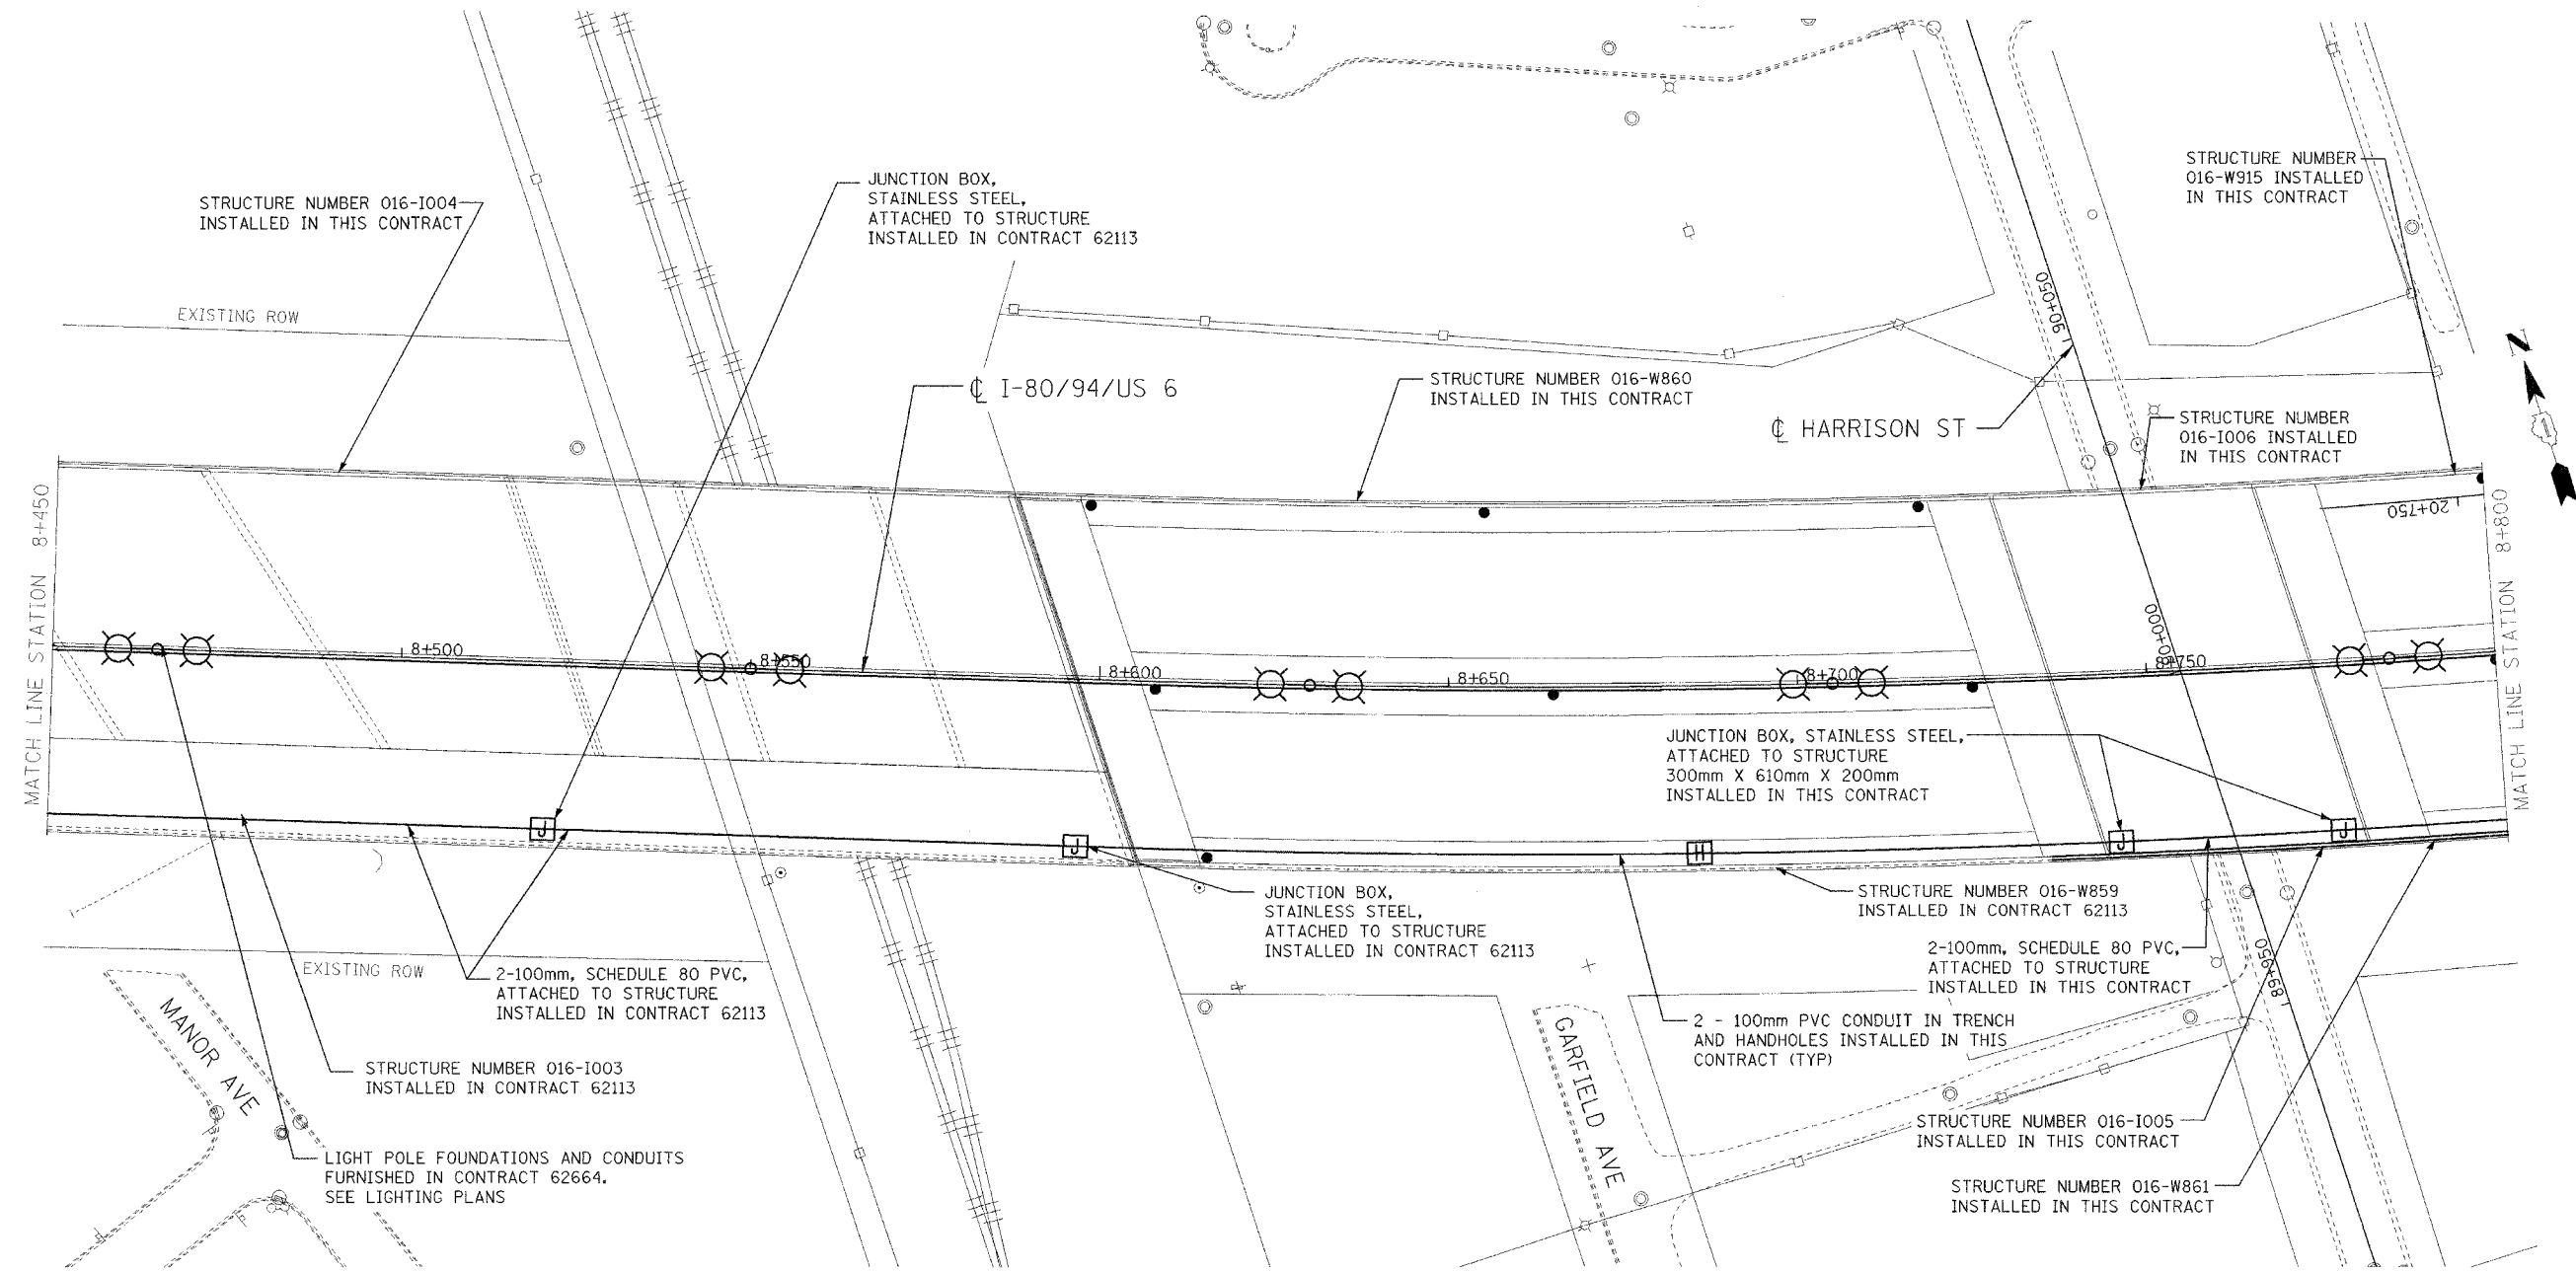 STRUCTURE NUMBER 016-I004
INSTALLED IN THIS CONTRACT
JUNCTION BOX,
STAINLESS STEEL,
ATTACHED TO STRUCTURE
INSTALLED IN CONTRACT 62113
STRUCTURE NUMBER
016-W915 INSTALLED
IN THIS CONTRACT
EXISTING ROW
℄ I-80/94/US 6
STRUCTURE NUMBER 016-W860
INSTALLED IN THIS CONTRACT
℄ HARRISON ST
90+050
STRUCTURE NUMBER
016-I006 INSTALLED
IN THIS CONTRACT
N
MATCH LINE STATION 8+450
8+500
8+550
8+600
8+650
8+700
8+750
90+000
20+750
MATCH LINE STATION 8+800
JUNCTION BOX, STAINLESS STEEL,
ATTACHED TO STRUCTURE
300mm X 610mm X 200mm
INSTALLED IN THIS CONTRACT
J
J
H
J
J
JUNCTION BOX,
STAINLESS STEEL,
ATTACHED TO STRUCTURE
INSTALLED IN CONTRACT 62113
STRUCTURE NUMBER 016-W859
INSTALLED IN CONTRACT 62113
2-100mm, SCHEDULE 80 PVC,
ATTACHED TO STRUCTURE
INSTALLED IN THIS CONTRACT
89+950
EXISTING ROW
2-100mm, SCHEDULE 80 PVC,
ATTACHED TO STRUCTURE
INSTALLED IN CONTRACT 62113
MANOR AVE
GARFIELD AVE
2 - 100mm PVC CONDUIT IN TRENCH
AND HANDHOLES INSTALLED IN THIS
CONTRACT (TYP)
STRUCTURE NUMBER 016-I003
INSTALLED IN CONTRACT 62113
STRUCTURE NUMBER 016-I005
INSTALLED IN THIS CONTRACT
LIGHT POLE FOUNDATIONS AND CONDUITS
FURNISHED IN CONTRACT 62664.
SEE LIGHTING PLANS
STRUCTURE NUMBER 016-W861
INSTALLED IN THIS CONTRACT